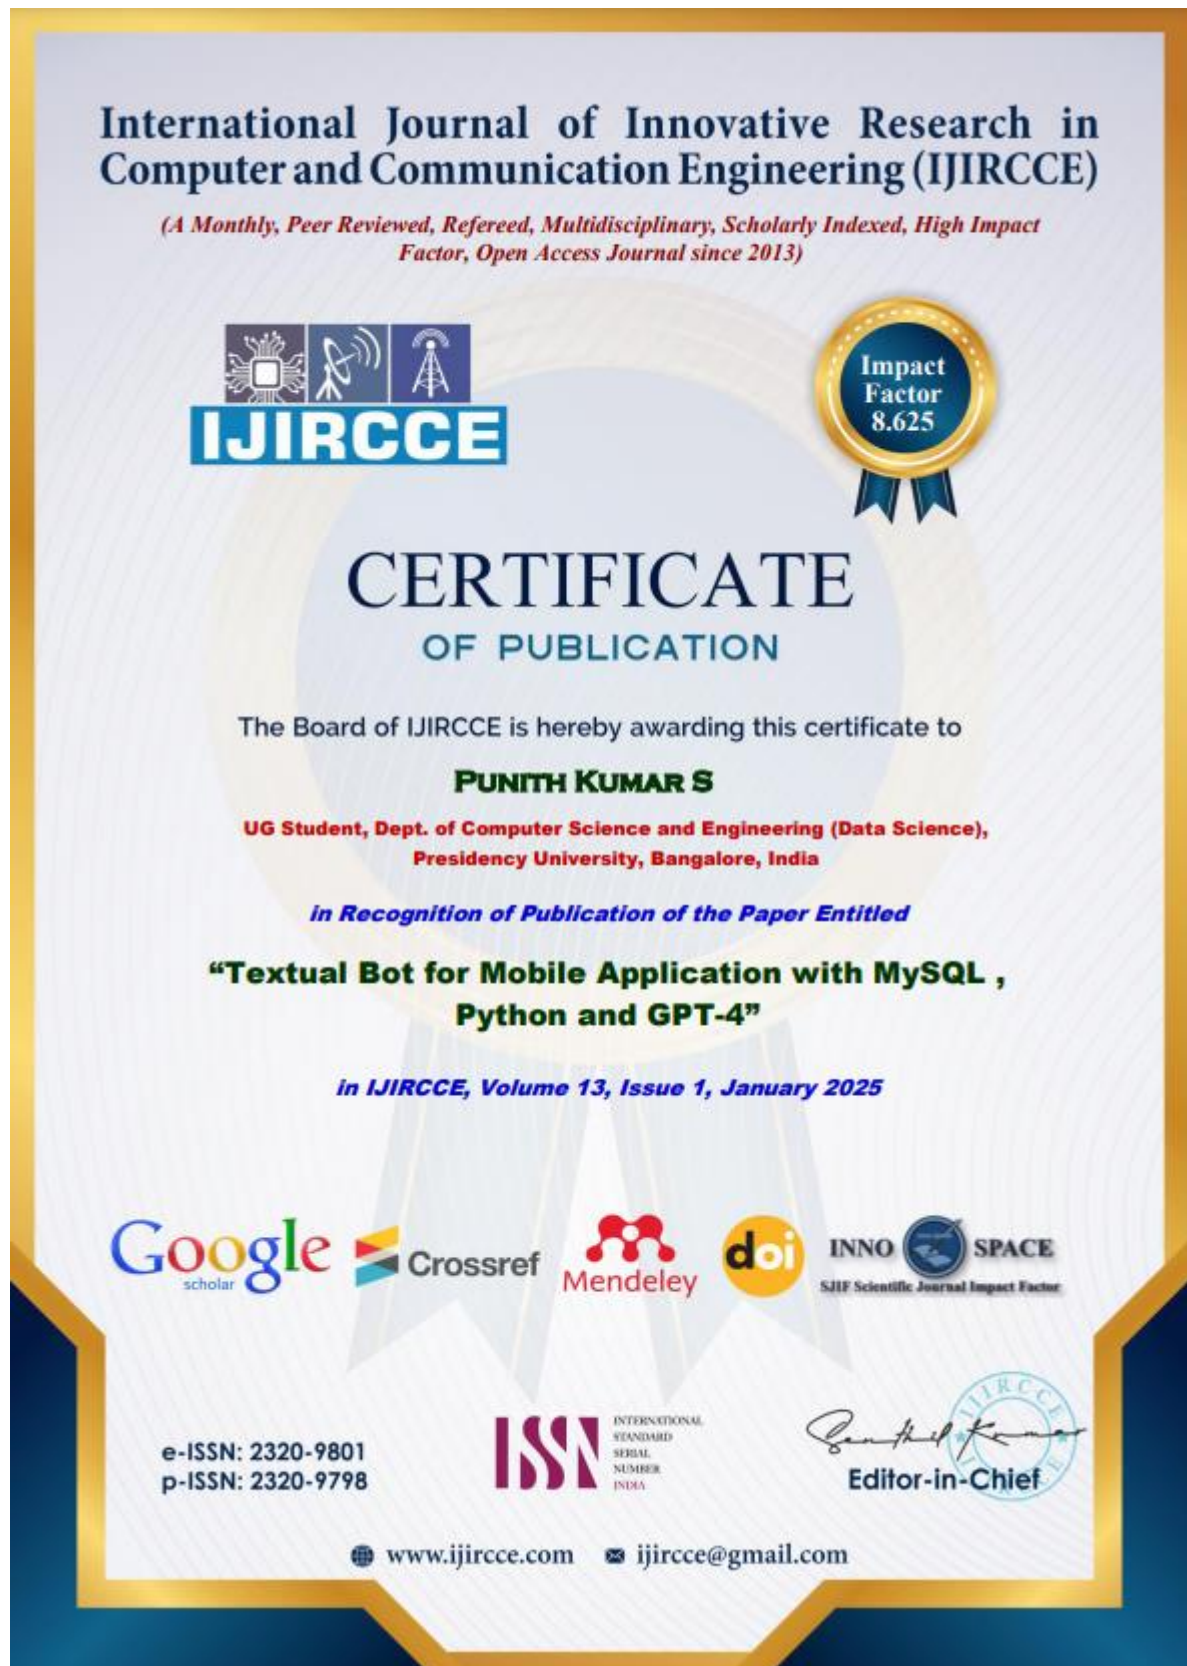 International Journal of Innovative Research in
Computer and Communication Engineering (IJIRCCE)
(A Monthly, Peer Reviewed, Refereed, Multidisciplinary, Scholarly Indexed, High Impact
Factor, Open Access Journal since 2013)
IJIRCCE
Impact
Factor
8.625
CERTIFICATE
OF PUBLICATION
The Board of IJIRCCE is hereby awarding this certificate to
PUNITH KUMAR S
UG Student, Dept. of Computer Science and Engineering (Data Science),
Presidency University, Bangalore, India
in Recognition of Publication of the Paper Entitled
“Textual Bot for Mobile Application with MySQL ,
Python and GPT-4”
in IJIRCCE, Volume 13, Issue 1, January 2025
Google
scholar
Crossref
Mendeley
doi
INNO SPACE
SJIF Scientific Journal Impact Factor
e-ISSN: 2320-9801
p-ISSN: 2320-9798
ISSN
INTERNATIONAL
STANDARD
SERIAL
NUMBER
INDIA
IJIRCCE
Senthil Kumar
Editor-in-Chief
www.ijircce.com ijircce@gmail.com